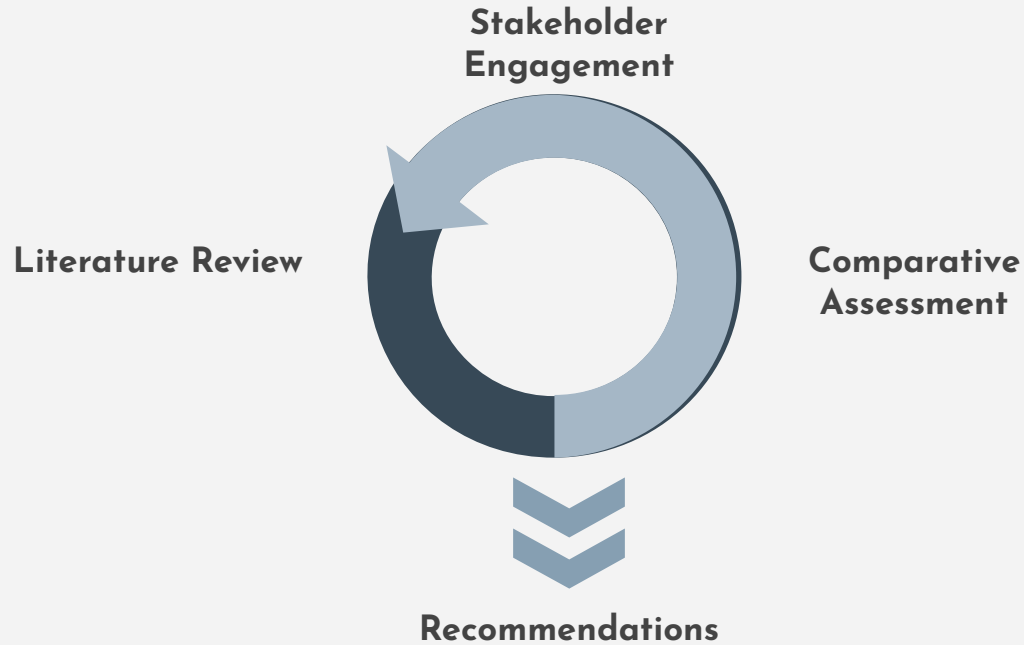 Stakeholder
Engagement
Literature Review
Comparative
Assessment
Recommendations